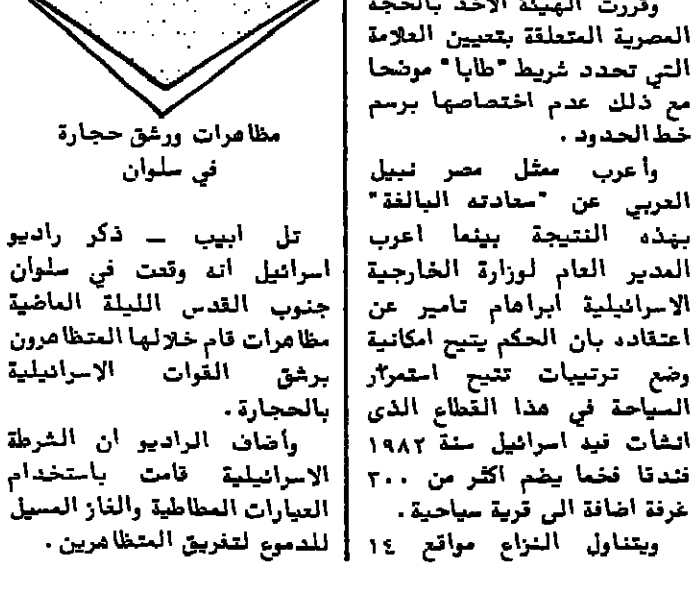 وقررت الهيئة الاخذ بالحجة
المصرية المتعلقة بتعيين العلامة
التي تحدد شريط "طابا" موضحا
مع ذلك عدم اختصاصها برسم
خط الحدود .
وأعرب ممثل مصر نبيل
العربي عن "سعادته البالغة"
بهذه النتيجة بينما اعرب
المدير العام لوزارة الخارجية
الاسرائيلية ابراهام تامير عن
اعتقاده بان الحكم يتيح امكانية
وضع ترتيبات تتيح استمرار
السياحة في هذا القطاع الذى
انشأت فيه اسرائيل سنة ١٩٨٢
فندقا فخما يضم اكثر من ٣٠٠
غرفة اضافة الى قرية سياحية .
ويتناول النزاع مواقع ١٤
مظاهرات ورشق حجارة
في سلوان
تل ابيب – ذكر راديو
اسرائيل انه وقعت في سلوان
جنوب القدس الليلة الماضية
مظاهرات قام خلالها المتظاهرون
برشق القوات الاسرائيلية
بالحجارة .
وأضاف الراديو ان الشرطة
الاسرائيلية قامت باستخدام
العيارات المطاطية والغاز المسيل
للدموع لتفريق المتظاهرين .